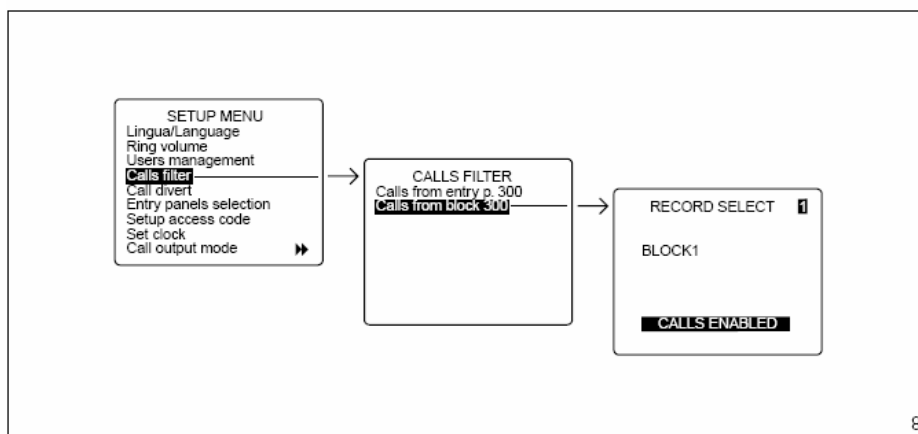 SETUP MENU
Lingua/Language
Ring volume
Users management
Calls filter
Call divert
Entry panels selection
Setup access code
Set clock
Call output mode
CALLS FILTER
Calls from entry p. 300
Calls from block 300
RECORD SELECT 1
BLOCK1
CALLS ENABLED